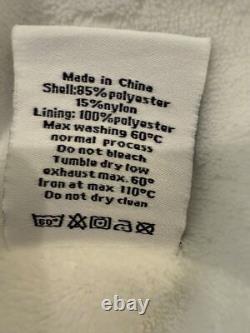 Made in China
Shell:85%polyester
15%nylon
Lining: 100%polyester
Max washing 60°C
normal process
Do not bleach
Tumble dry low
exhaust max. 60°
Iron at max 110°C
Do not dry clean
60°